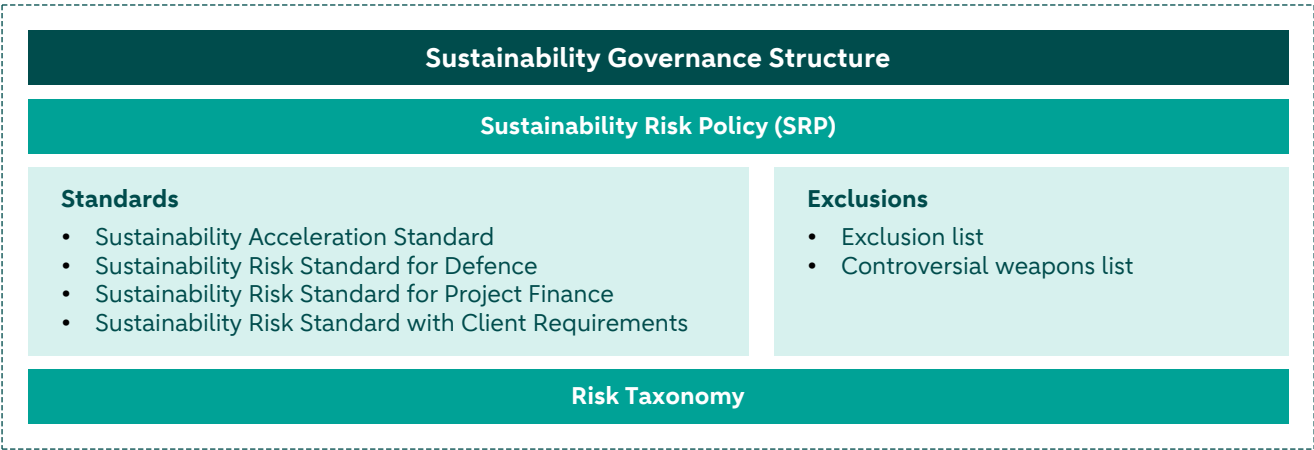 Sustainability Governance Structure
Sustainability Risk Policy (SRP)
Standards
• Sustainability Acceleration Standard
• Sustainability Risk Standard for Defence
• Sustainability Risk Standard for Project Finance
• Sustainability Risk Standard with Client Requirements
Exclusions
• Exclusion list
• Controversial weapons list
Risk Taxonomy